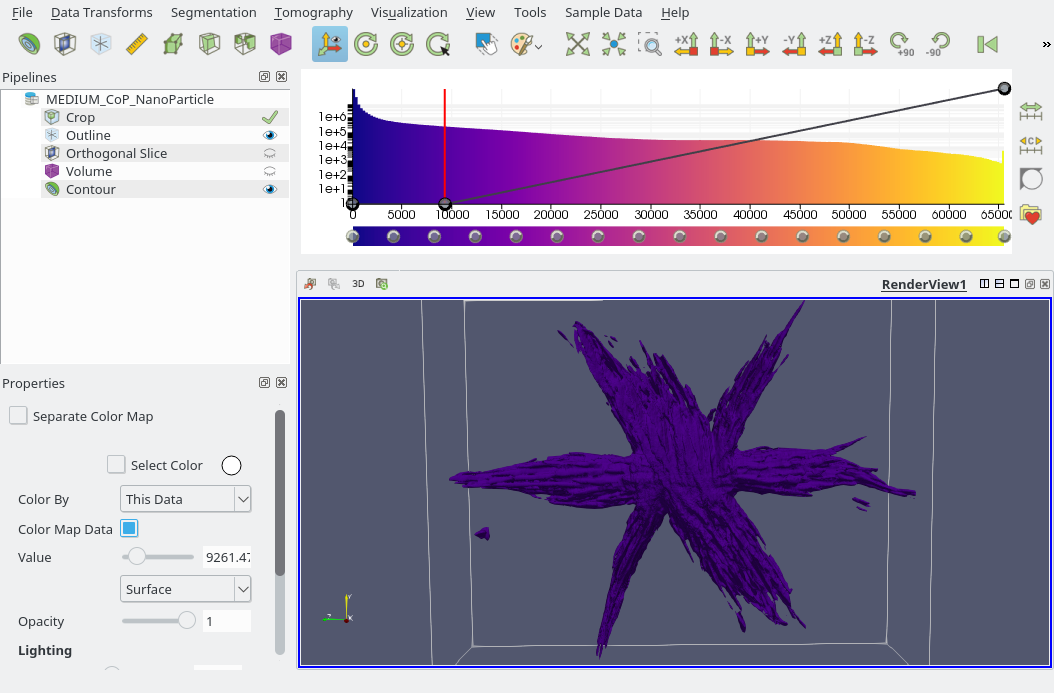 File Data Transforms Segmentation Tomography Visualization View Tools Sample Data Help
+X -X +Y -Y +Z -Z +90 -90 »
Pipelines
MEDIUM_CoP_NanoParticle
Crop
Outline
Orthogonal Slice
Volume
Contour
1e+6
1e+5
1e+4
1e+3
1e+2
1e+1
1
0 5000 10000 15000 20000 25000 30000 35000 40000 45000 50000 55000 60000 6500
C
3D RenderView1
Properties
Separate Color Map
Select Color
Color By This Data
Color Map Data
Value 9261.47
Surface
Opacity 1
Lighting
Y
Z X